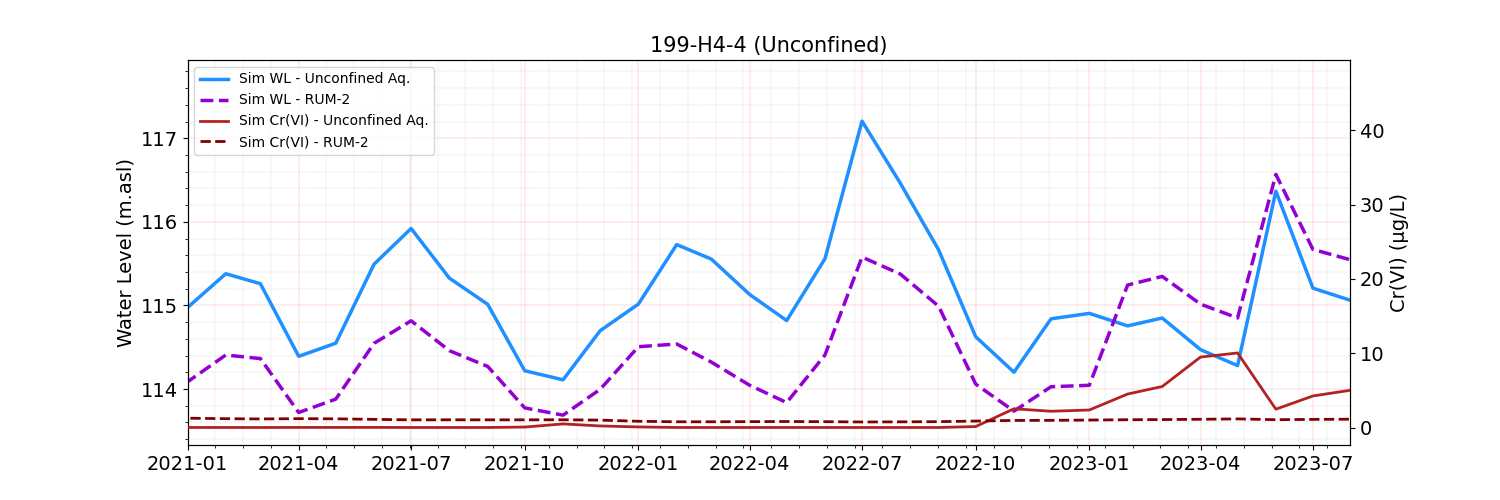 199-H4-4 (Unconfined)
Sim WL - Unconfined Aq.
Sim WL - RUM-2
Sim Cr(VI) - Unconfined Aq.
Sim Cr(VI) - RUM-2
Water Level (m.asl)
117
116
115
114
40
30
20
10
0
Cr(VI) (µg/L)
2021-01 2021-04 2021-07 2021-10 2022-01 2022-04 2022-07 2022-10 2023-01 2023-04 2023-07